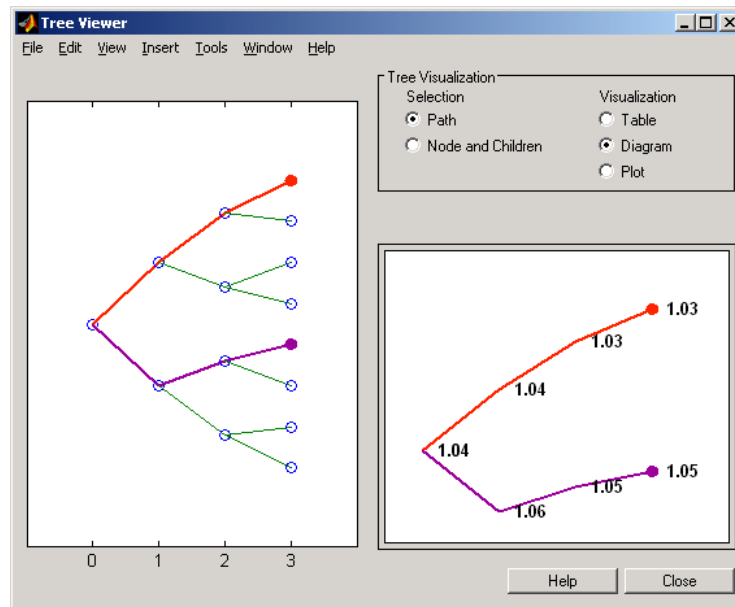 Tree Viewer
File Edit View Insert Tools Window Help
Tree Visualization
Selection
Visualization
Path
Table
Node and Children
Diagram
Plot
1.03
1.03
1.04
1.04
1.05
1.05
1.06
0 1 2 3
Help
Close